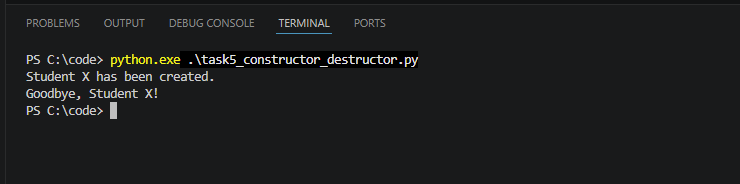 PROBLEMS OUTPUT DEBUG CONSOLE TERMINAL PORTS
PS C:\code> python.exe .\task5_constructor_destructor.py
Student X has been created.
Goodbye, Student X!
PS C:\code>